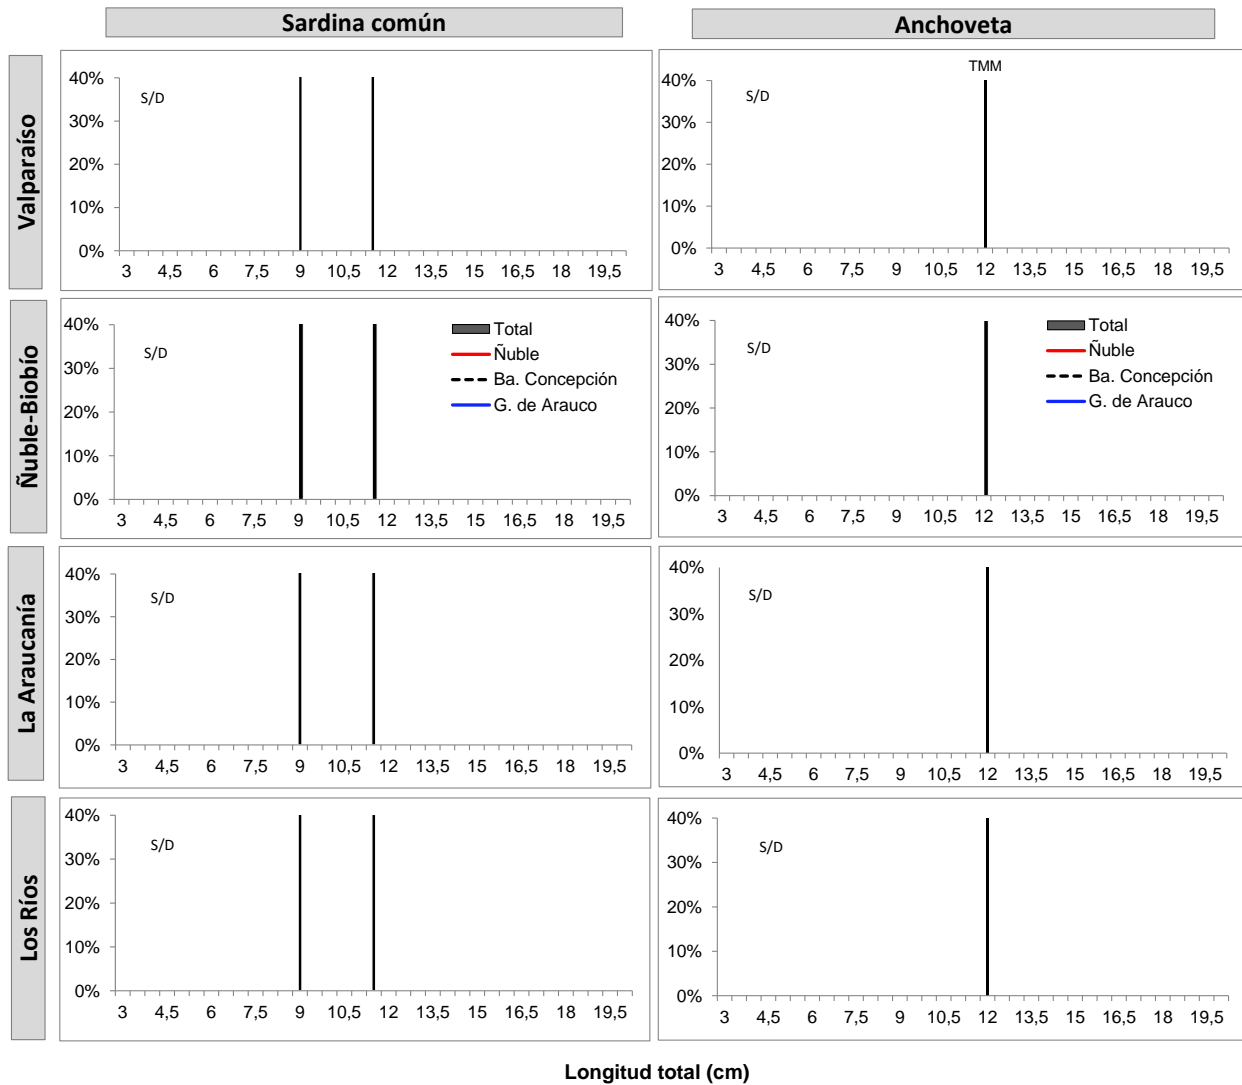 Sardina común
Anchoveta
Valparaíso
40%
30%
20%
10%
0%
S/D
3 4,5 6 7,5 9 10,5 12 13,5 15 16,5 18 19,5
TMM
40%
30%
20%
10%
0%
S/D
3 4,5 6 7,5 9 10,5 12 13,5 15 16,5 18 19,5
Ñuble-Biobío
40%
30%
20%
10%
0%
S/D
Total
Ñuble
Ba. Concepción
G. de Arauco
3 4,5 6 7,5 9 10,5 12 13,5 15 16,5 18 19,5
40%
30%
20%
10%
0%
S/D
Total
Ñuble
Ba. Concepción
G. de Arauco
3 4,5 6 7,5 9 10,5 12 13,5 15 16,5 18 19,5
La Araucanía
40%
30%
20%
10%
0%
S/D
3 4,5 6 7,5 9 10,5 12 13,5 15 16,5 18 19,5
40%
30%
20%
10%
0%
S/D
3 4,5 6 7,5 9 10,5 12 13,5 15 16,5 18 19,5
Los Ríos
40%
30%
20%
10%
0%
S/D
3 4,5 6 7,5 9 10,5 12 13,5 15 16,5 18 19,5
40%
30%
20%
10%
0%
S/D
3 4,5 6 7,5 9 10,5 12 13,5 15 16,5 18 19,5
Longitud total (cm)